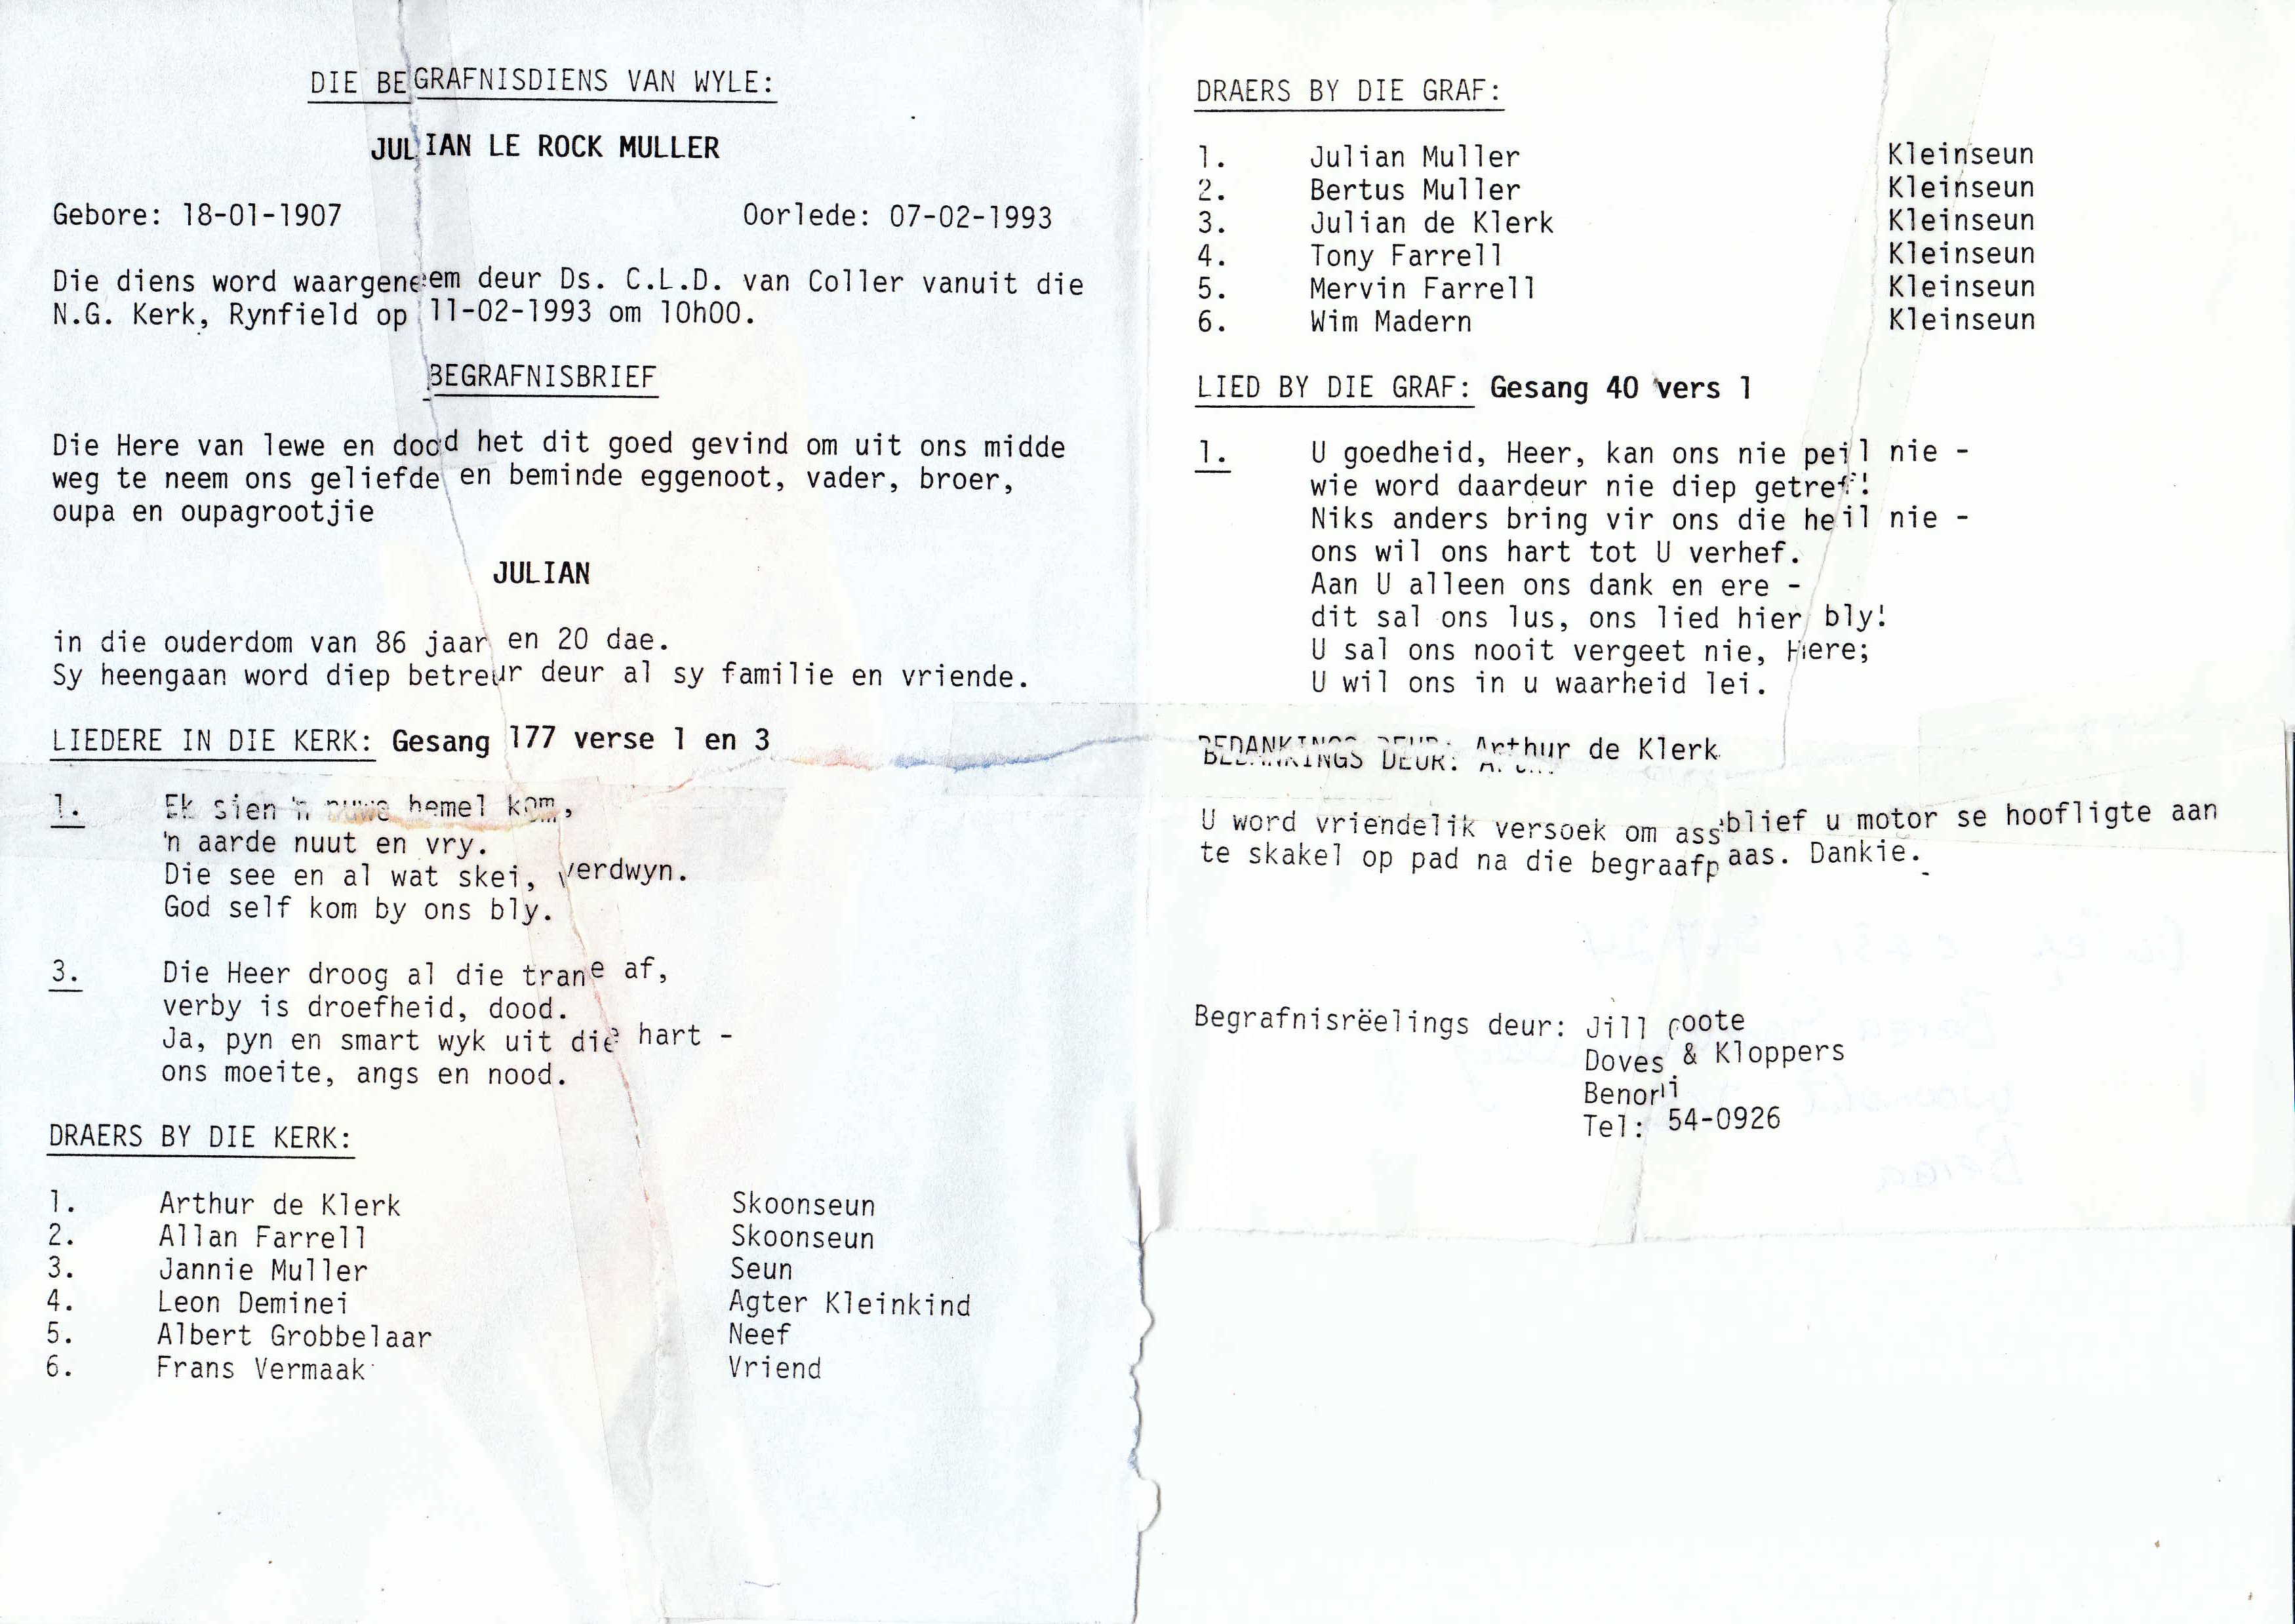 DIE BEGRAFNISDIENS VAN WYLE:
JULIAN LE ROCK MULLER
Gebore: 18-01-1907 Oorlede: 07-02-1993
Die diens word waargeneem deur Ds. C.L.D. van Coller vanuit die
N.G. Kerk, Rynfield op 11-02-1993 om 10h00.
BEGRAFNISBRIEF
Die Here van lewe en dood het dit goed gevind om uit ons midde
weg te neem ons geliefde en beminde eggenoot, vader, broer,
oupa en oupagrootjie
JULIAN
in die ouderdom van 86 jaar en 20 dae.
Sy heengaan word diep betreur deur al sy familie en vriende.
LIEDERE IN DIE KERK: Gesang 177 verse 1 en 3
1. Ek sien 'n nuwe hemel kom,
'n aarde nuut en vry.
Die see en al wat skei, verdwyn.
God self kom by ons bly.
3. Die Heer droog al die trane af,
verby is droefheid, dood.
Ja, pyn en smart wyk uit die hart -
ons moeite, angs en nood.
DRAERS BY DIE KERK:
1. Arthur de Klerk Skoonseun
2. Allan Farrell Skoonseun
3. Jannie Muller Seun
4. Leon Deminei Agter Kleinkind
5. Albert Grobbelaar Neef
6. Frans Vermaak Vriend
DRAERS BY DIE GRAF:
1. Julian Muller Kleinseun
2. Bertus Muller Kleinseun
3. Julian de Klerk Kleinseun
4. Tony Farrell Kleinseun
5. Mervin Farrell Kleinseun
6. Wim Madern Kleinseun
LIED BY DIE GRAF: Gesang 40 vers 1
1. U goedheid, Heer, kan ons nie peil nie -
wie word daardeur nie diep getref!
Niks anders bring vir ons die heil nie -
ons wil ons hart tot U verhef.
Aan U alleen ons dank en ere -
dit sal ons lus, ons lied hier bly!
U sal ons nooit vergeet nie, Here;
U wil ons in u waarheid lei.
BEDANKINGS DEUR: Arthur de Klerk
U word vriendelik versoek om assblief u motor se hoofligte aan
te skakel op pad na die begraafpaas. Dankie.
Begrafnisrëelings deur: Jill
Doves & Kloppers
Benoni
Tel: 54-0926